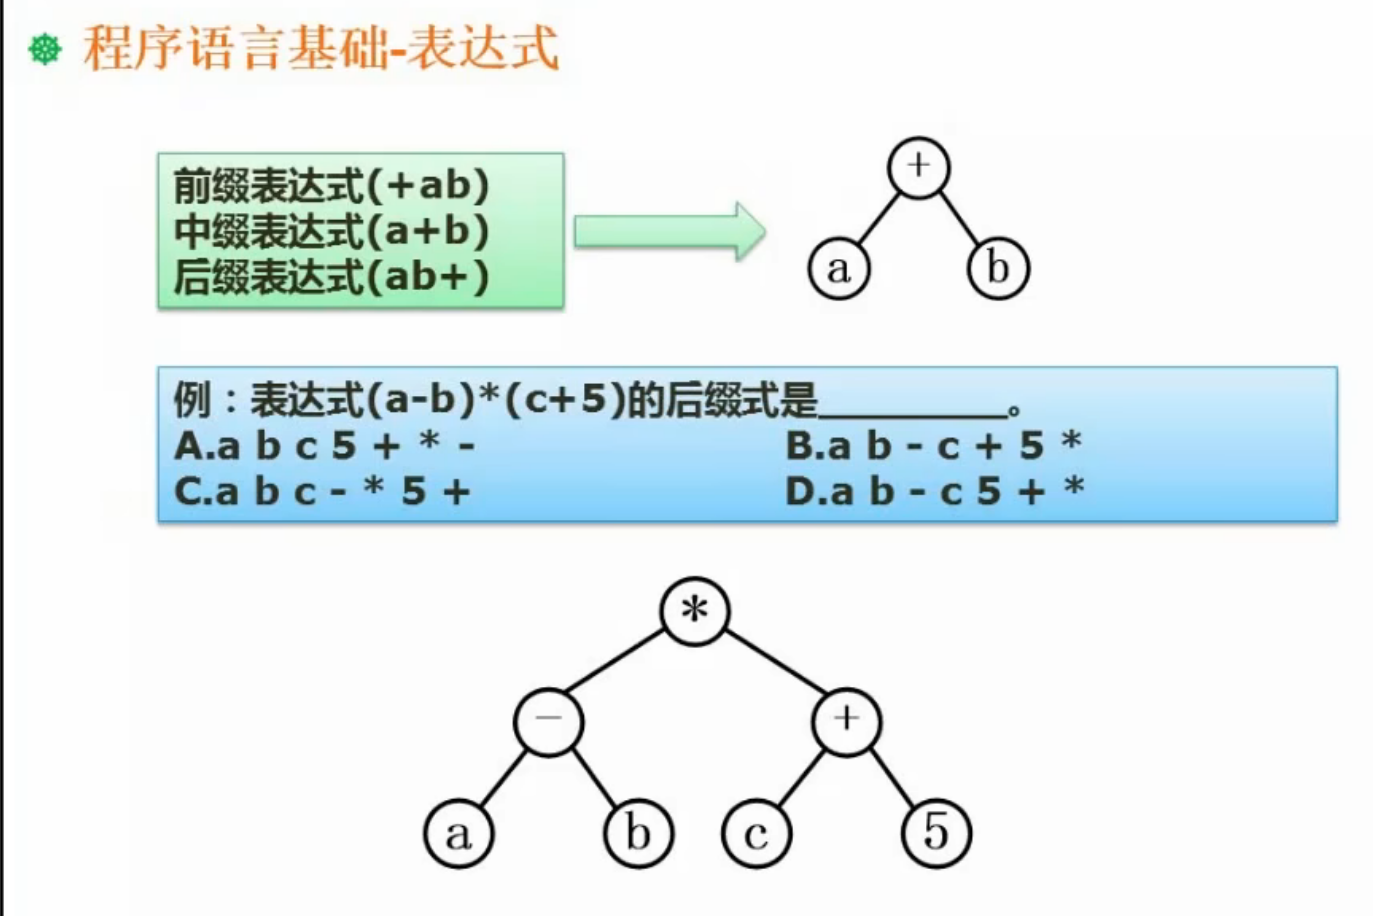 程序语言基础-表达式
前缀表达式(+ab)
中缀表达式(a+b)
后缀表达式(ab+)
+
a b
例：表达式(a-b)*(c+5)的后缀式是________。
A.a b c 5 + * - B.a b - c + 5 *
C.a b c - * 5 + D.a b - c 5 + *
*
− +
a b c 5